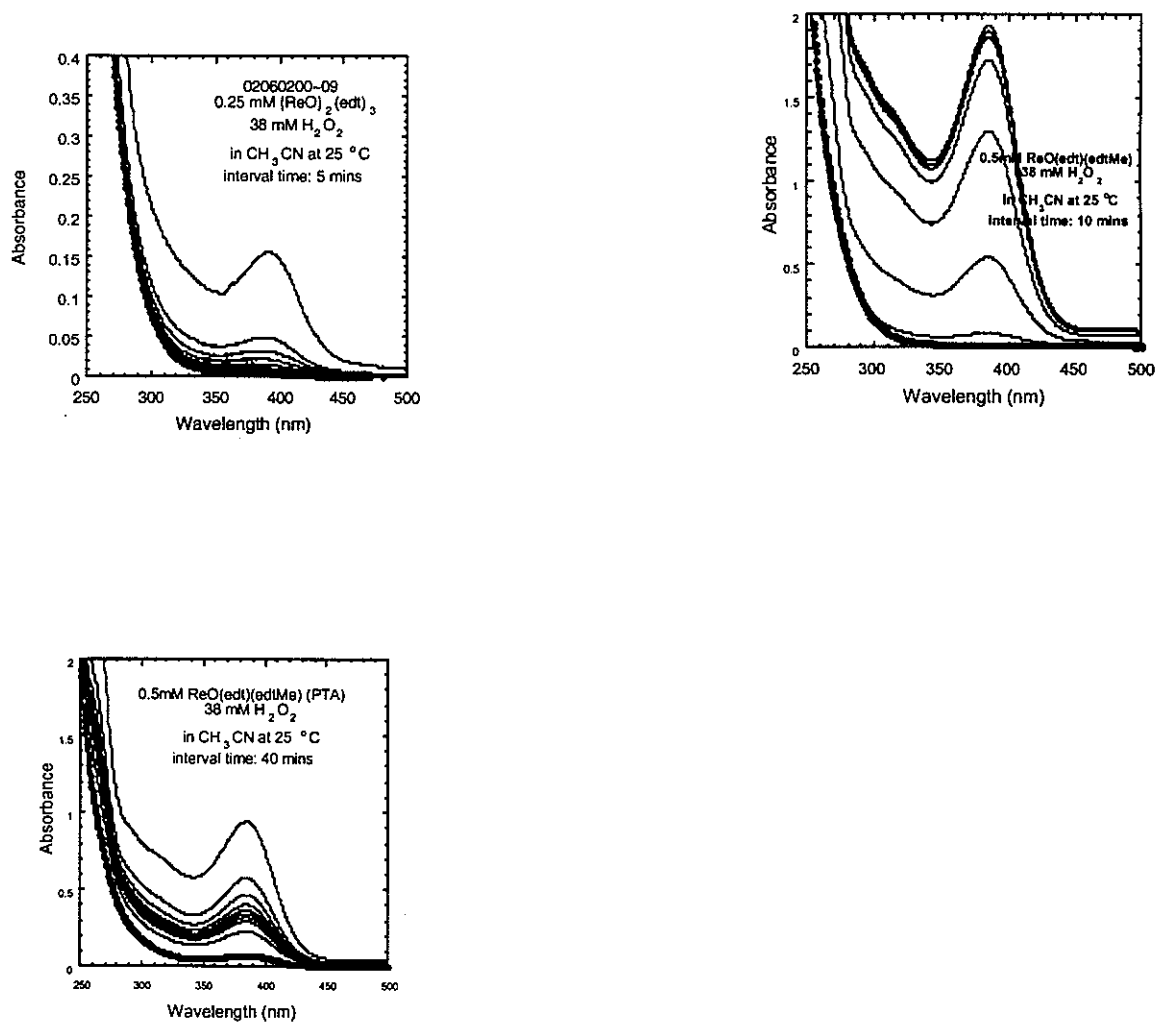 0.4
0.35
0.3
0.25
0.2
0.15
0.1
0.05
0
Absorbance
02060200-09
0.25 mM (ReO)2(edt)3
38 mM H2O2
in CH3CN at 25 °C
interval time: 5 mins
250 300 350 400 450 500
Wavelength (nm)
2
1.5
1
0.5
0
Absorbance
0.5mM ReO(edt)(edtMe)
38 mM H2O2
in CH3CN at 25 °C
interval time: 10 mins
250 300 350 400 450 500
Wavelength (nm)
2
1.5
1
0.5
0
Absorbance
0.5mM ReO(edt)(edtMe) (PTA)
38 mM H2O2
in CH3CN at 25 °C
interval time: 40 mins
250 300 350 400 450 500
Wavelength (nm)